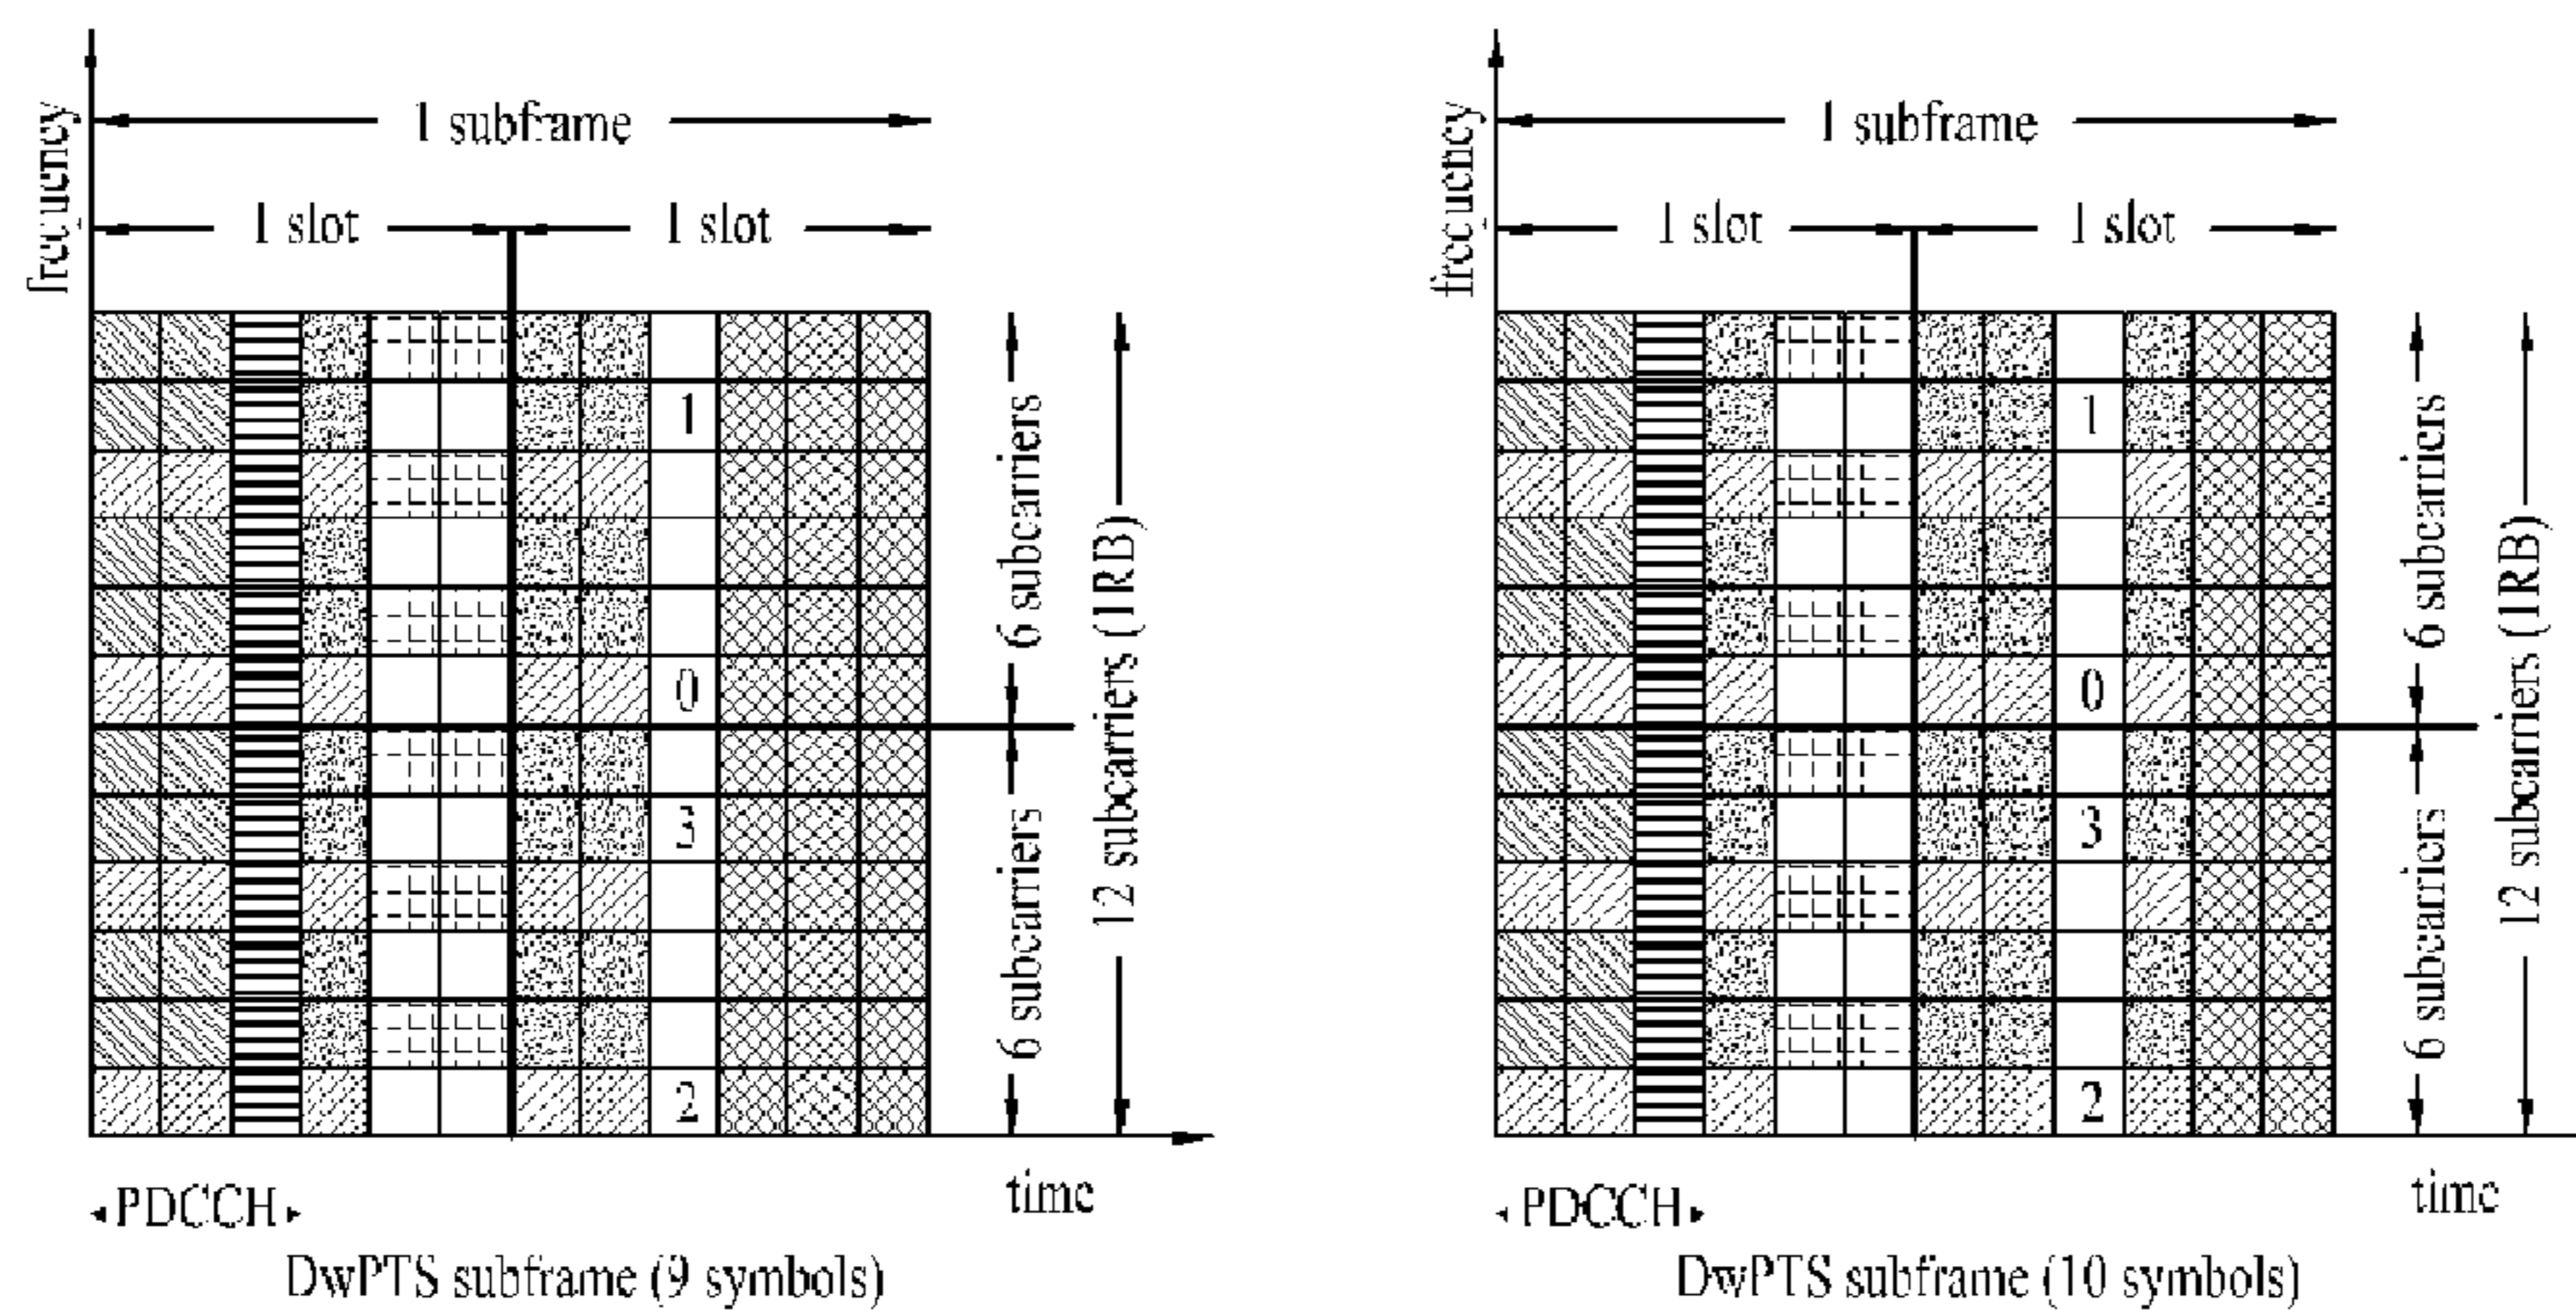 frequency
1 subframe
1 slot
1 slot
1
0
3
2
6 subcarriers
6 subcarriers
12 subcarriers (1RB)
time
PDCCH
DwPTS subframe (9 symbols)
frequency
1 subframe
1 slot
1 slot
1
0
3
2
6 subcarriers
6 subcarriers
12 subcarriers (1RB)
time
PDCCH
DwPTS subframe (10 symbols)